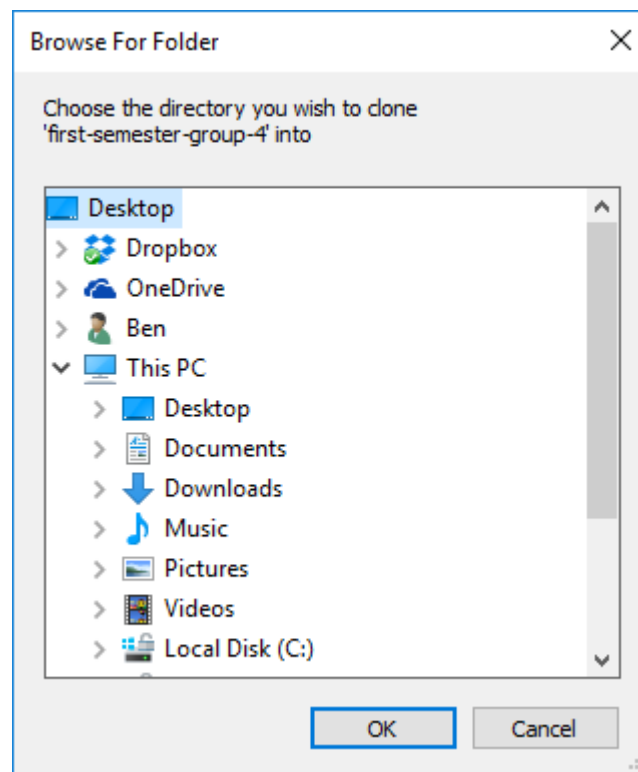 Browse For Folder
Choose the directory you wish to clone
'first-semester-group-4' into
Desktop
Dropbox
OneDrive
Ben
This PC
Desktop
Documents
Downloads
Music
Pictures
Videos
Local Disk (C:)
OK
Cancel